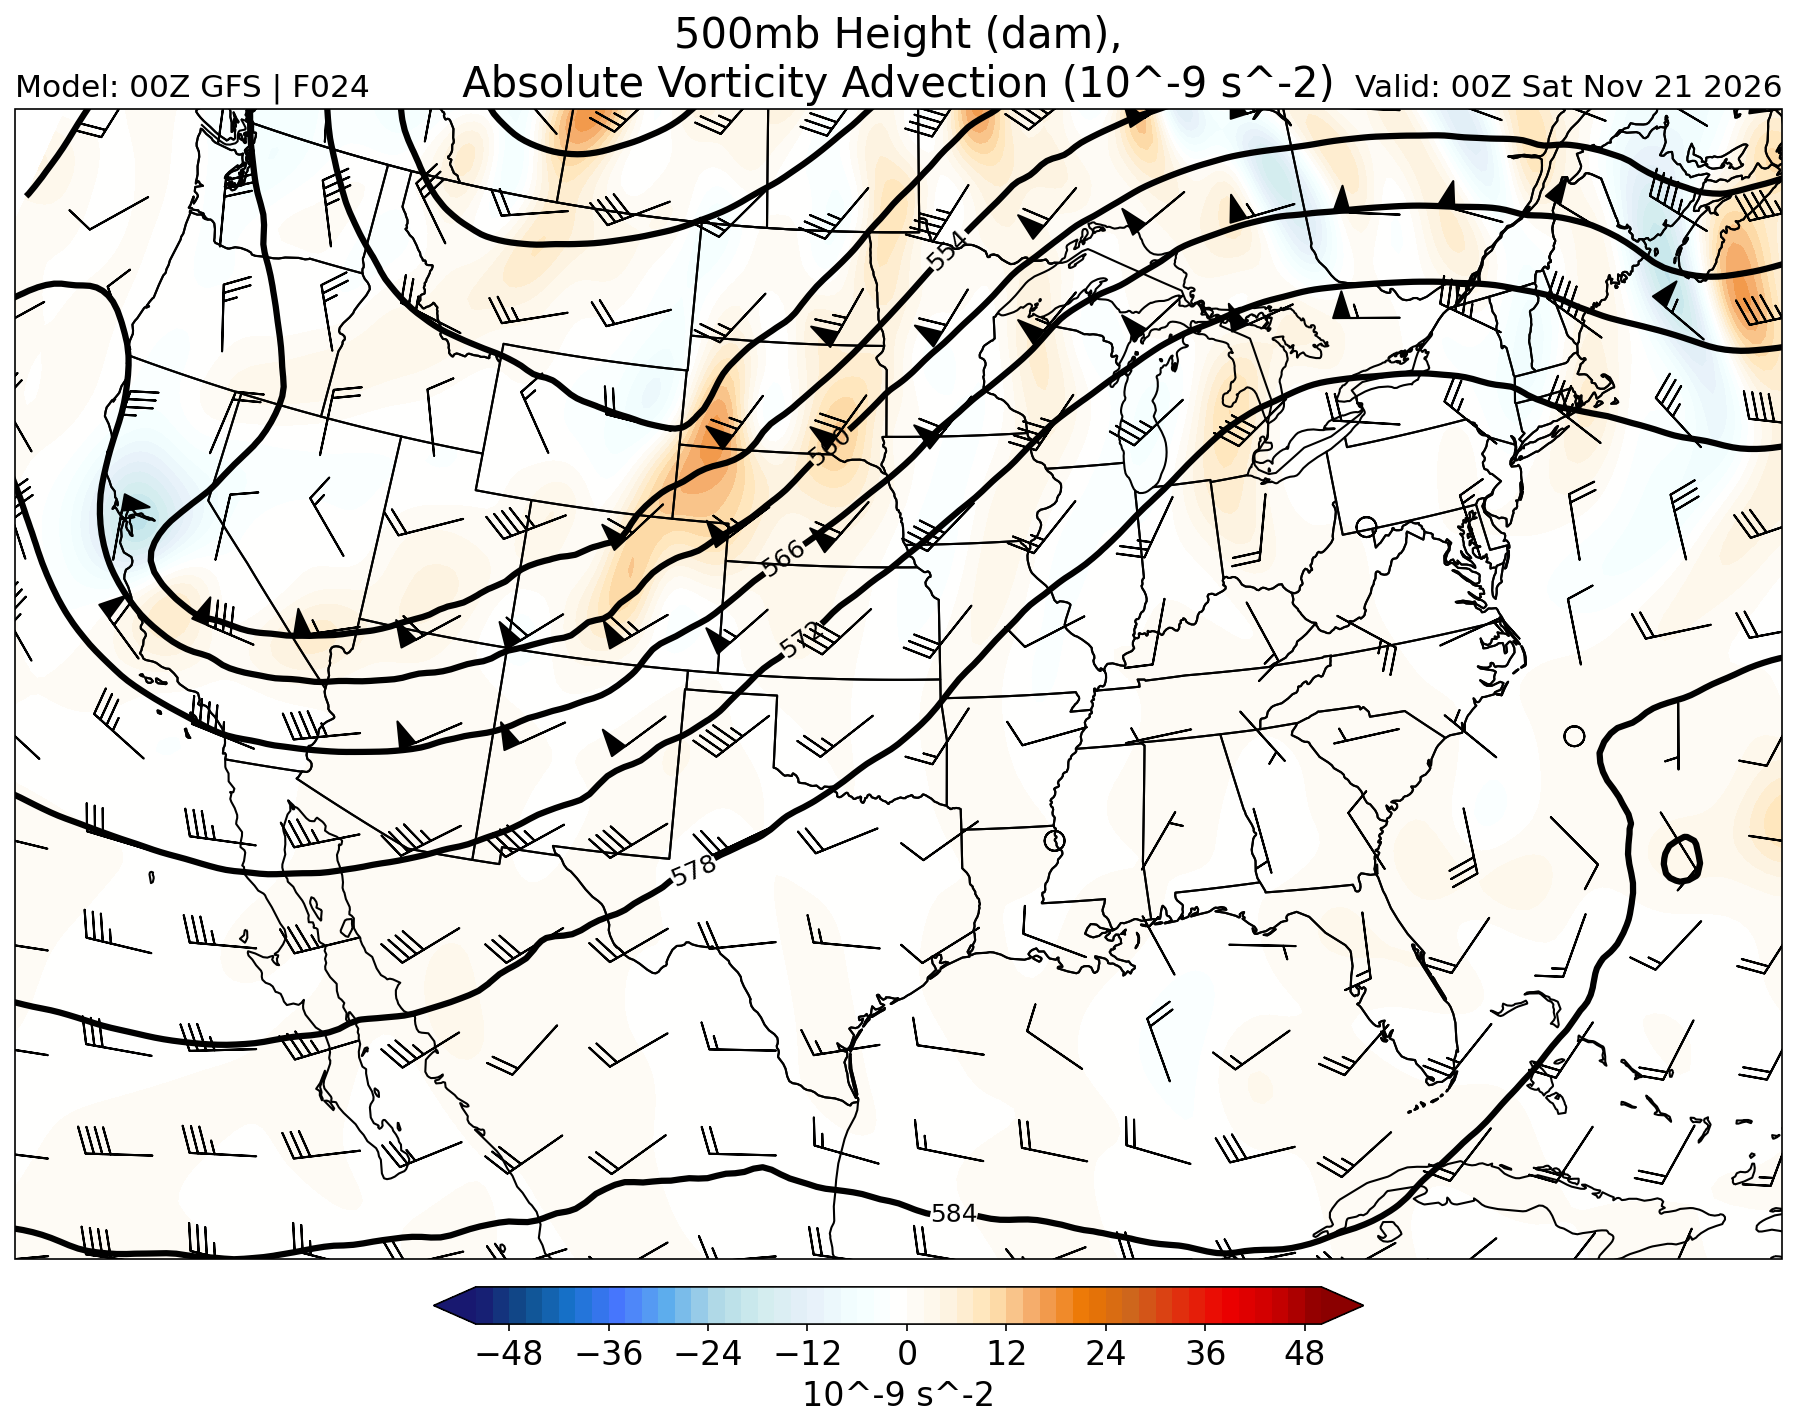 500mb Height (dam),
Model: 00Z GFS | F024
Absolute Vorticity Advection (10^-9 s^-2)
Valid: 00Z Sat Nov 21 2026
554
560
566
572
578
584
−48 −36 −24 −12 0 12 24 36 48
10^-9 s^-2